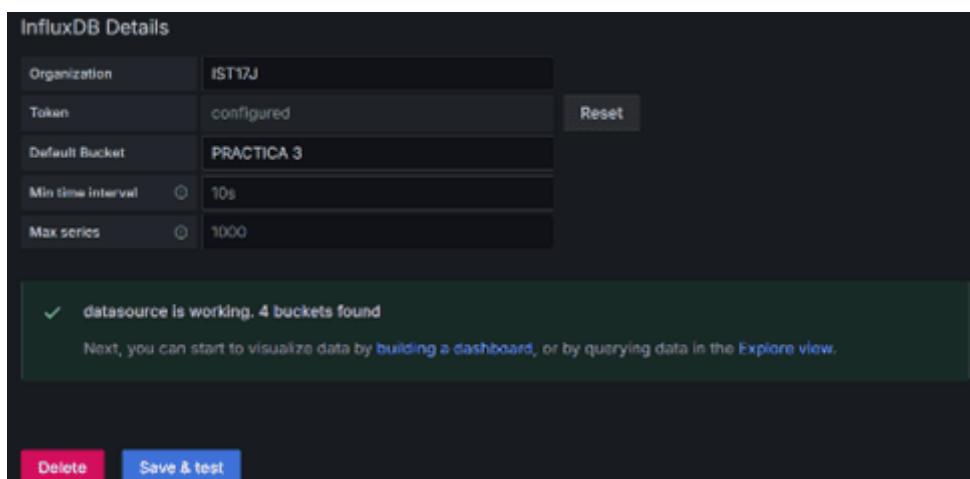 InfluxDB Details
Organization IST17J
Token configured Reset
Default Bucket PRACTICA 3
Min time interval 10s
Max series 1000
datasource is working. 4 buckets found
Next, you can start to visualize data by building a dashboard, or by querying data in the Explore view.
Delete Save & test